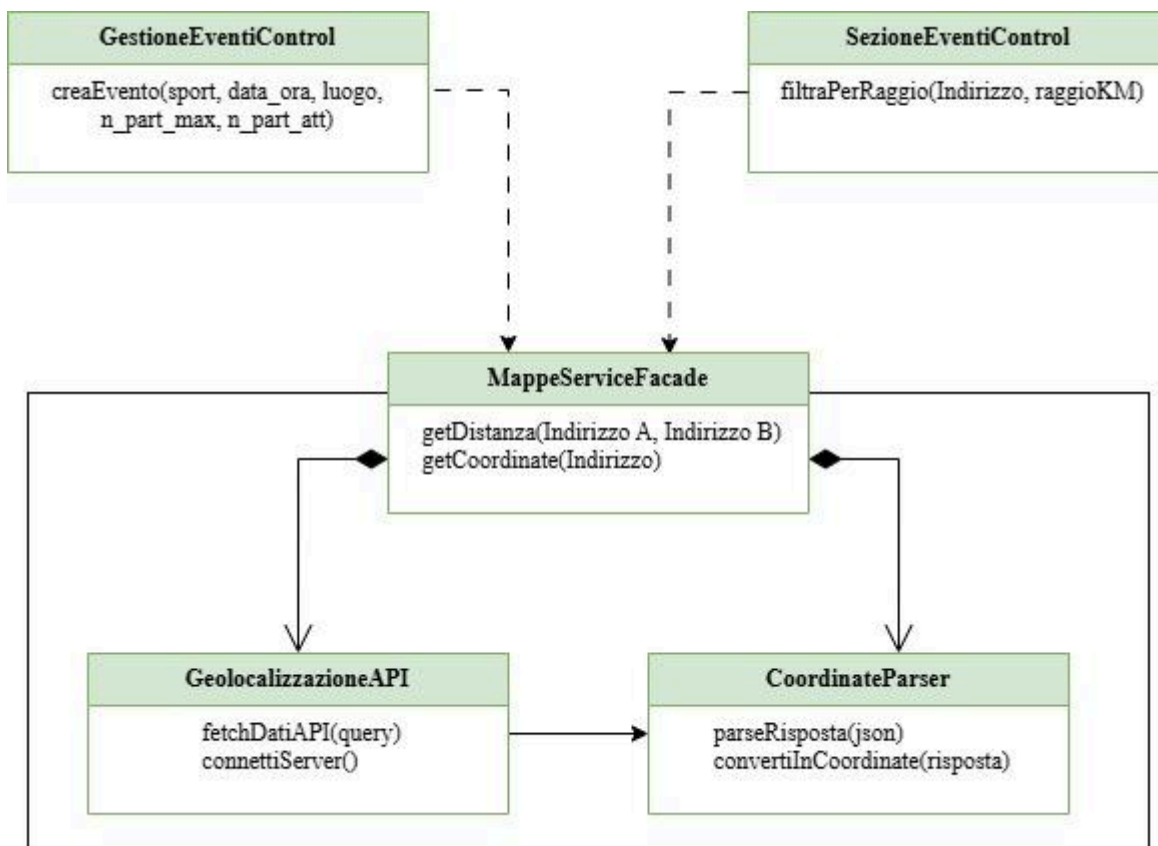 GestioneEventiControl
creaEvento(sport, data_ora, luogo,
n_part_max, n_part_att)
SezioneEventiControl
filtraPerRaggio(Indirizzo, raggioKM)
MappeServiceFacade
getDistanza(Indirizzo A, Indirizzo B)
getCoordinate(Indirizzo)
GeolocalizzazioneAPI
fetchDatiAPI(query)
connettiServer()
CoordinateParser
parseRisposta(json)
convertiInCoordinate(risposta)